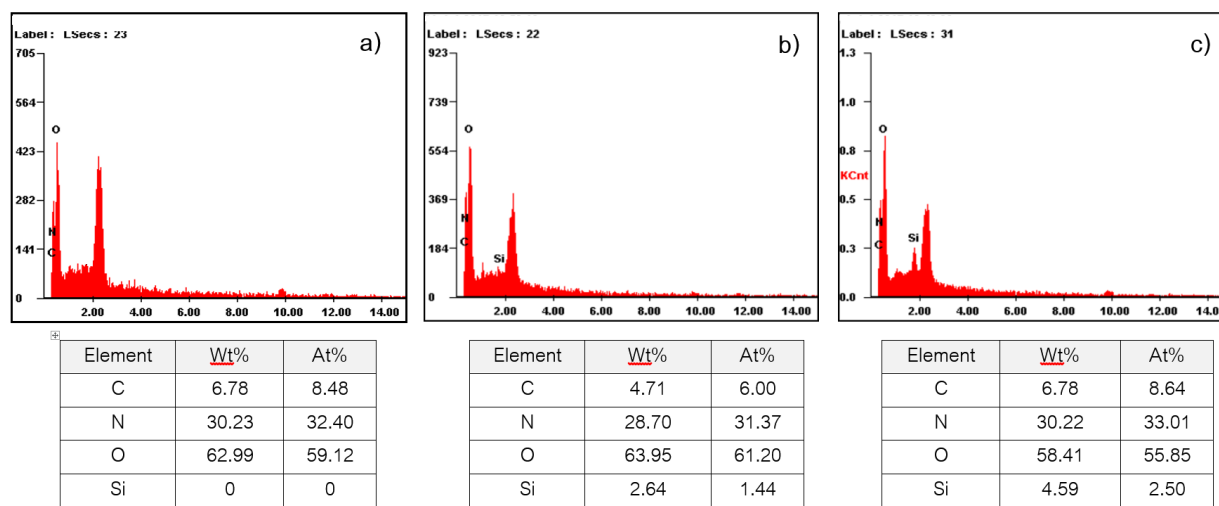 Label : LSecs : 23
a)
705
564
423
282
141
0
O
N
C
2.00 4.00 6.00 8.00 10.00 12.00 14.00
Label : LSecs : 22
b)
923
739
554
369
184
0
O
N
C
Si
2.00 4.00 6.00 8.00 10.00 12.00 14.00
Label : LSecs : 31
c)
1.3
1.0
0.8
KCnt
0.5
0.3
0.0
O
N
C
Si
2.00 4.00 6.00 8.00 10.00 12.00 14.0
Element Wt% At%
C 6.78 8.48
N 30.23 32.40
O 62.99 59.12
Si 0 0
Element Wt% At%
C 4.71 6.00
N 28.70 31.37
O 63.95 61.20
Si 2.64 1.44
Element Wt% At%
C 6.78 8.64
N 30.22 33.01
O 58.41 55.85
Si 4.59 2.50